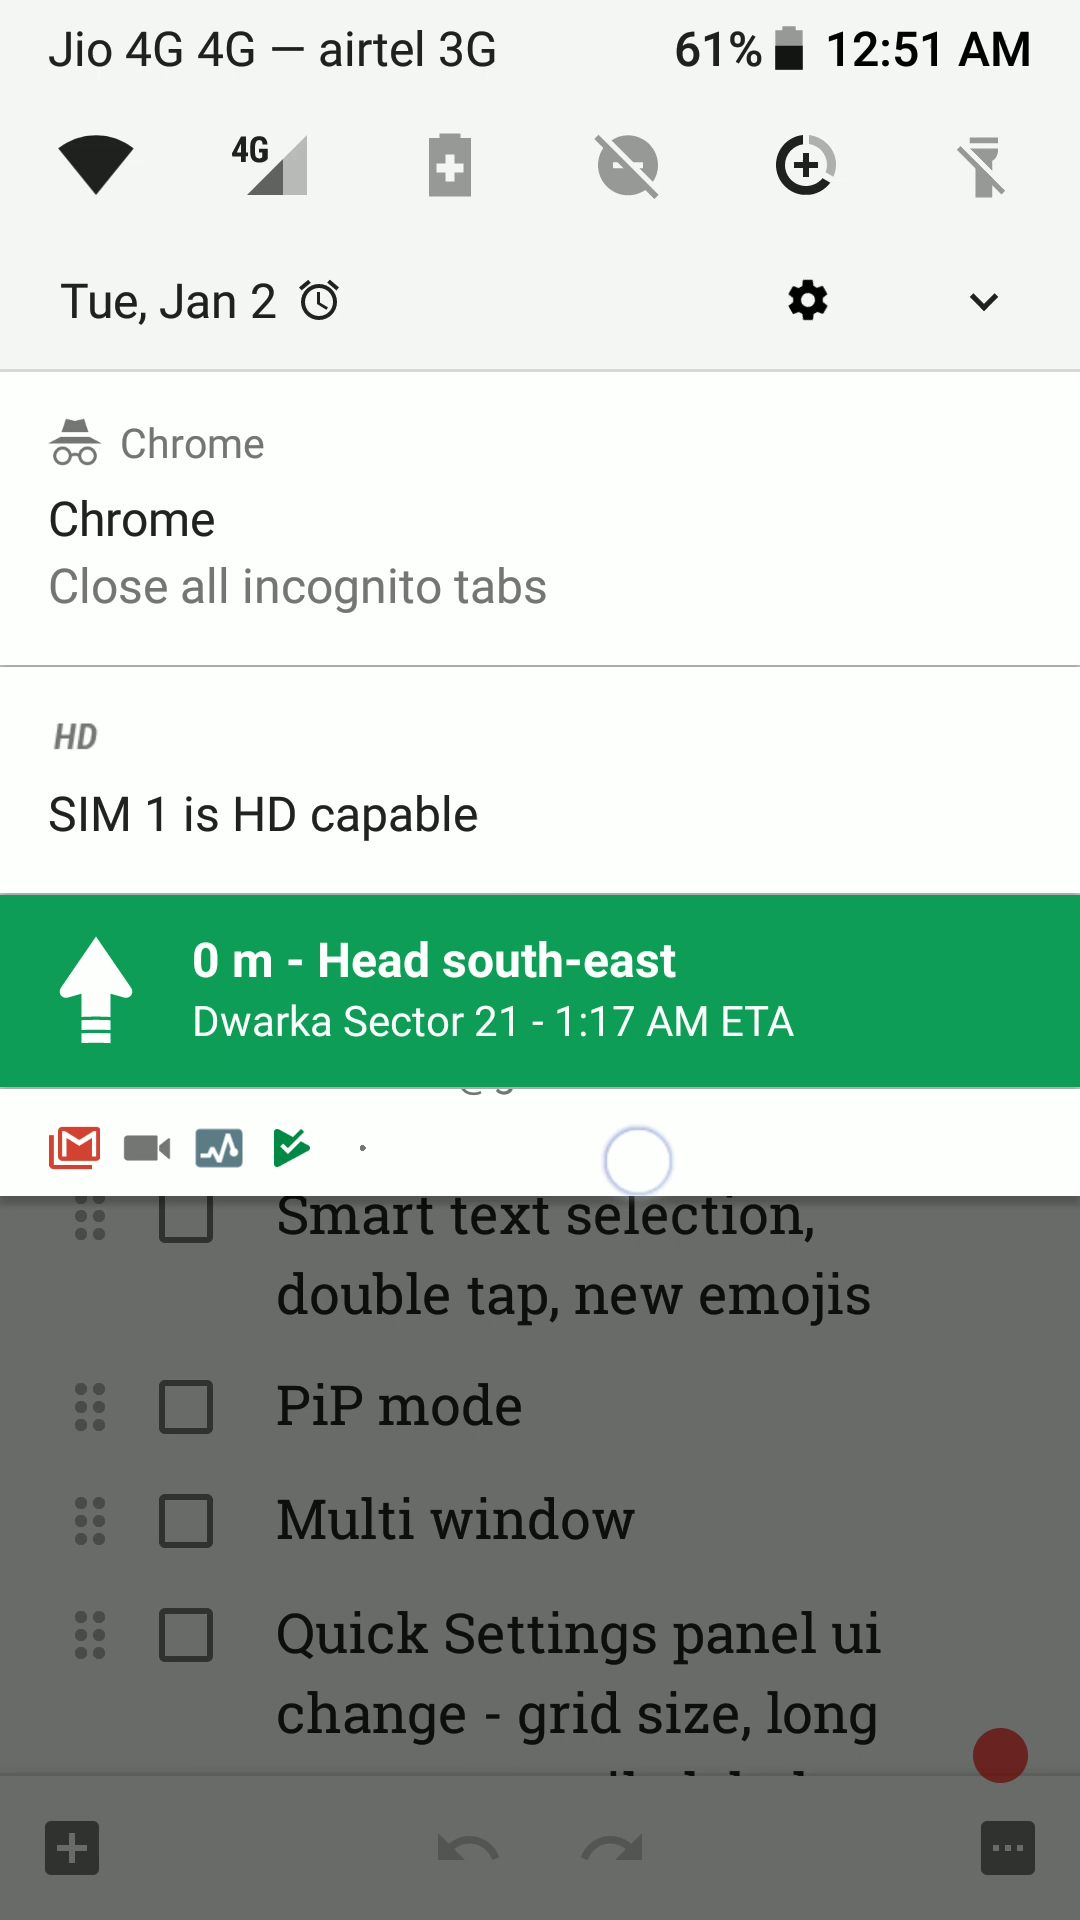 Jio 4G 4G — airtel 3G 61% 12:51 AM
4G
Tue, Jan 2
Chrome
Chrome
Close all incognito tabs
HD
SIM 1 is HD capable
0 m - Head south-east
Dwarka Sector 21 - 1:17 AM ETA
Smart text selection,
double tap, new emojis
PiP mode
Multi window
Quick Settings panel ui
change - grid size, long